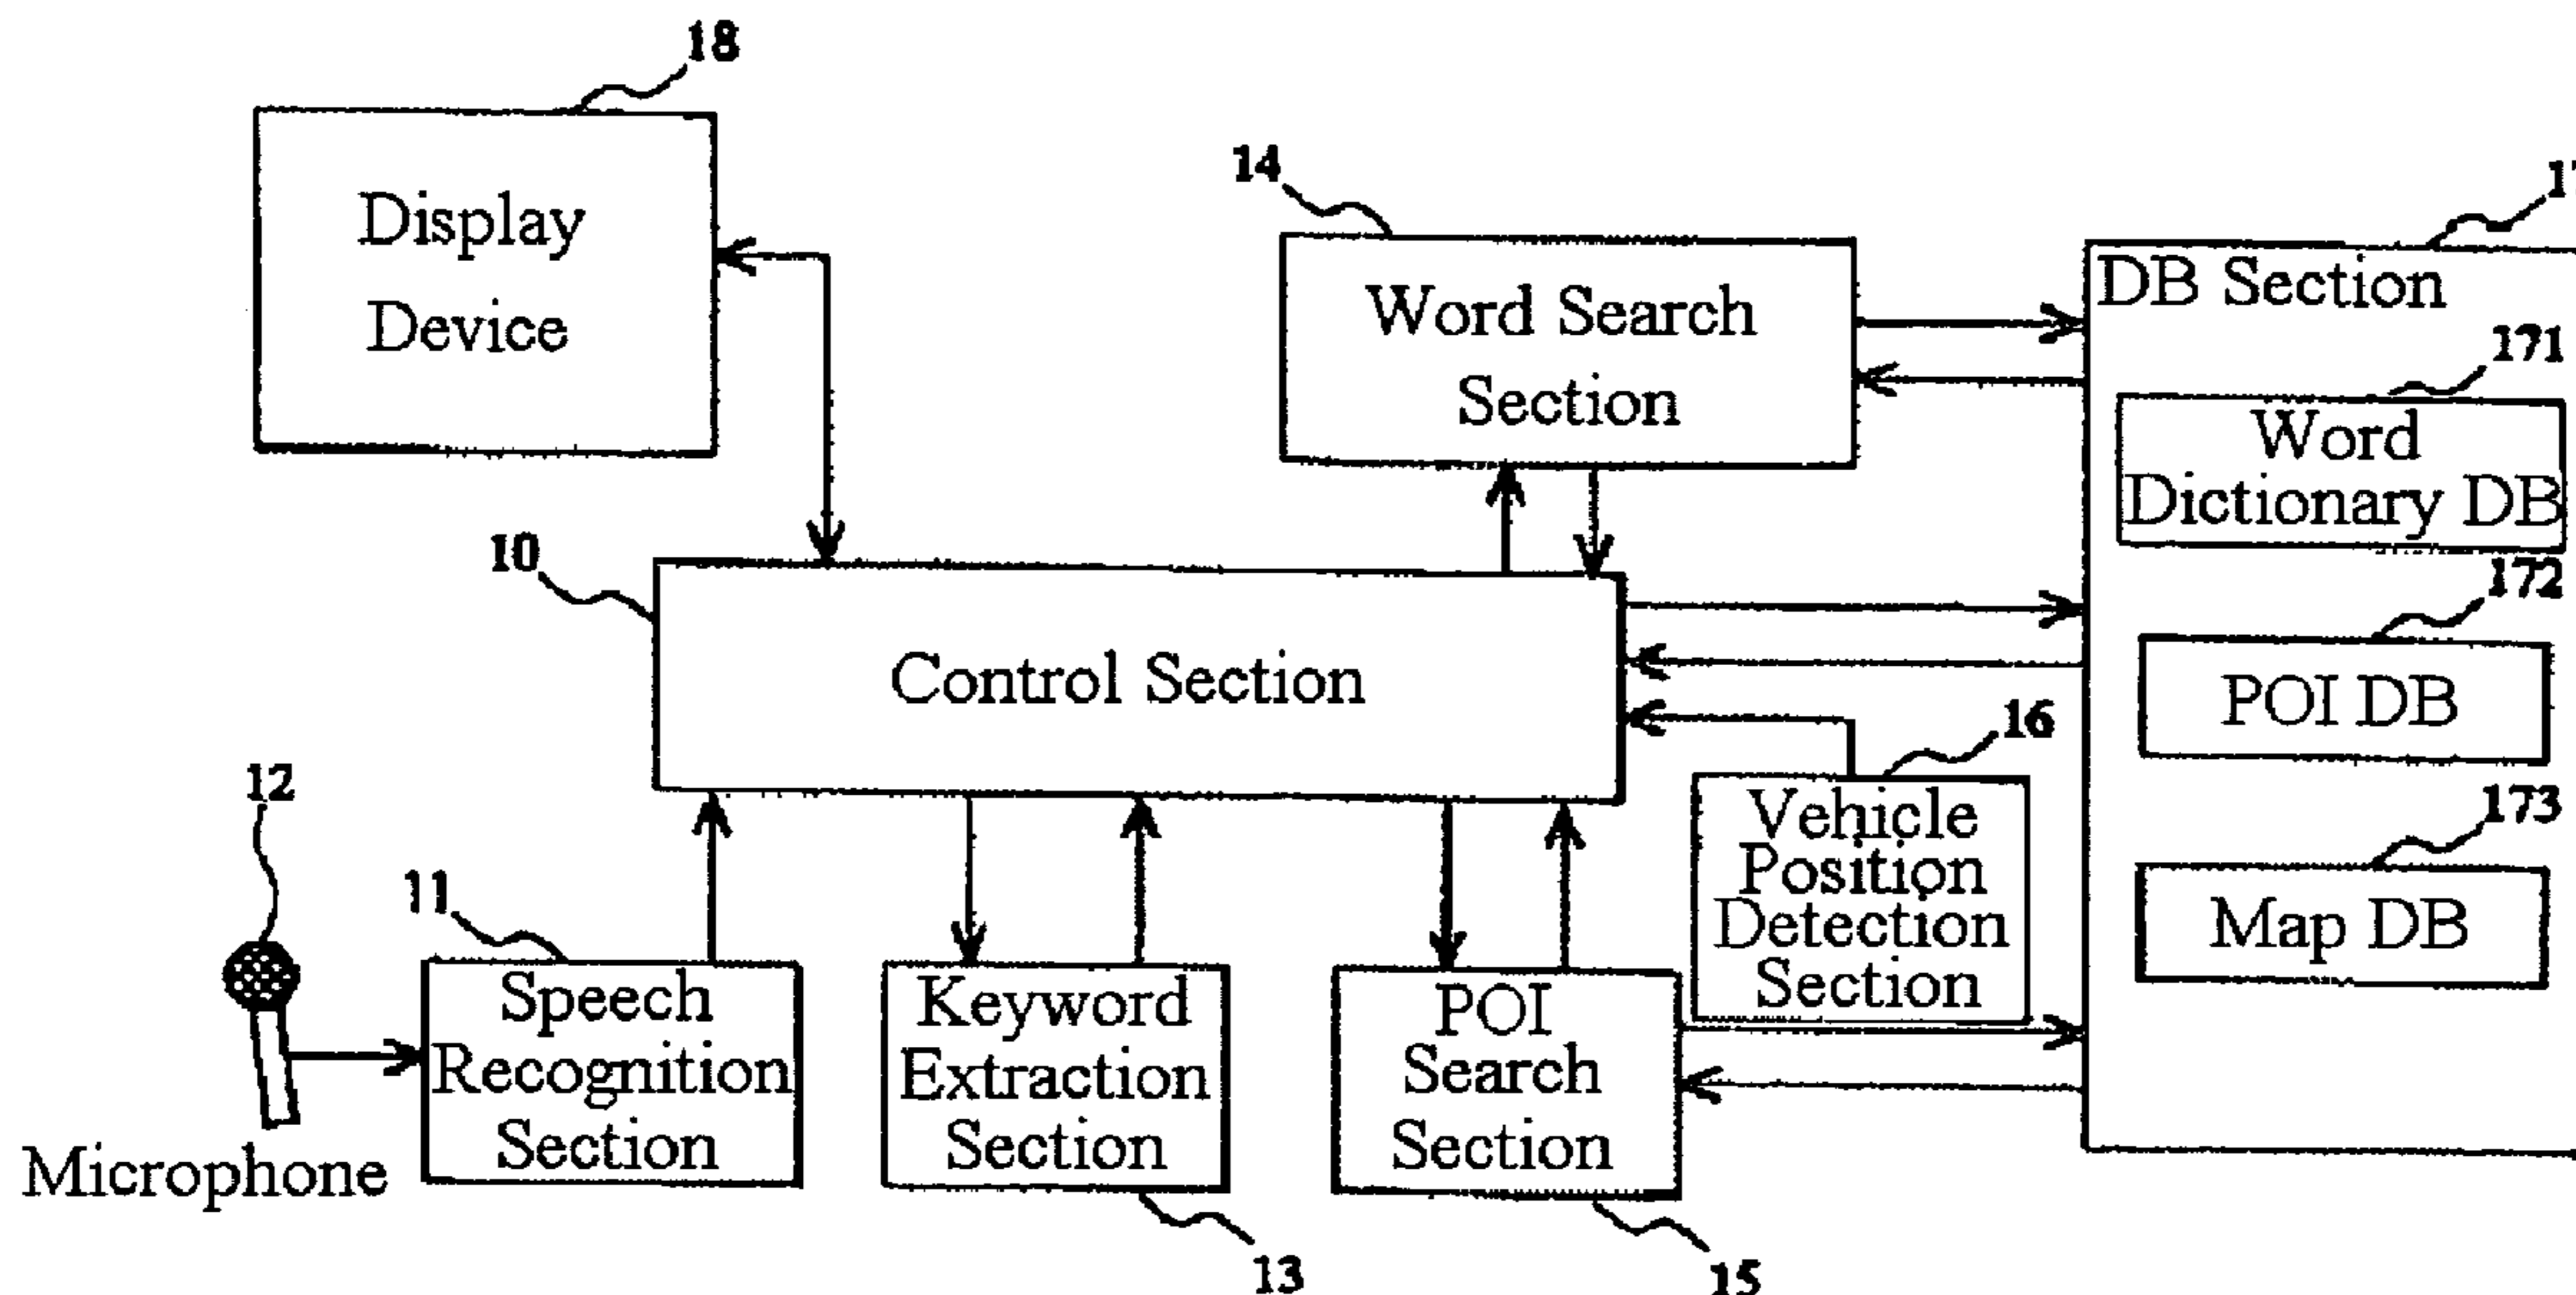 18
Display
Device
14
Word Search
Section
DB Section
171
Word
Dictionary DB
172
POI DB
173
Map DB
10
Control Section
16
Vehicle
Position
Detection
Section
12
Microphone
11
Speech
Recognition
Section
Keyword
Extraction
Section
13
POI
Search
Section
15